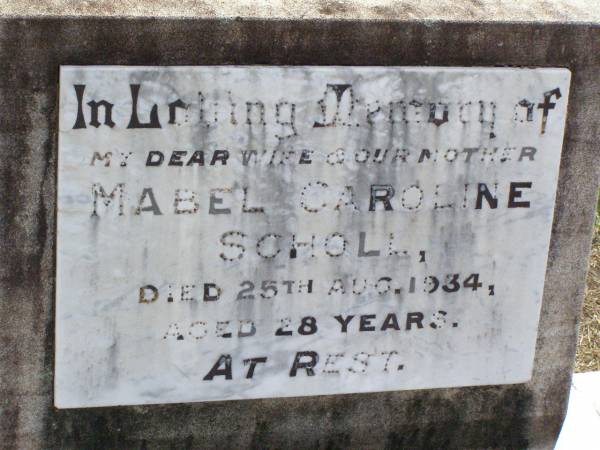 In Loving Memory of
MY DEAR WIFE & OUR MOTHER
MABEL CAROLINE
SCHOLL,
DIED 25TH AUG. 1934,
AGED 28 YEARS.
AT REST.